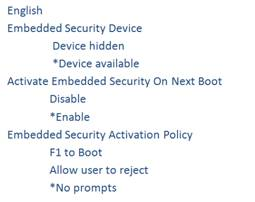 English
Embedded Security Device
Device hidden
*Device available
Activate Embedded Security On Next Boot
Disable
*Enable
Embedded Security Activation Policy
F1 to Boot
Allow user to reject
*No prompts